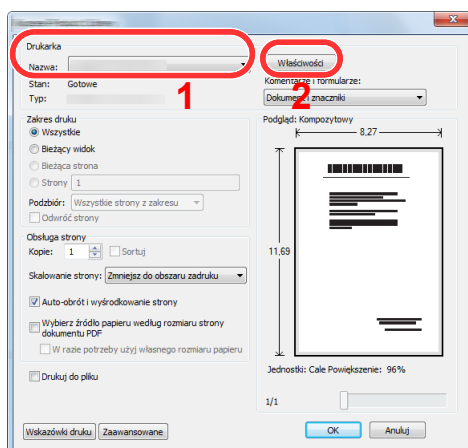 Drukarka
Nazwa:
Właściwości
Stan: Gotowe
Komentarze i formularze:
Typ:
1
2
Dokument i znaczniki
Zakres druku
Wszystkie
Bieżący widok
Bieżąca strona
Strony 1
Podzbiór: Wszystkie strony z zakresu
Odwróć strony
Podgląd: Kompozytowy
8,27
11,69
Obsługa strony
Kopie: 1 Sortuj
Skalowanie strony: Zmniejsz do obszaru zadruku
Auto-obrót i wyśrodkowanie strony
Wybierz źródło papieru według rozmiaru strony
dokumentu PDF
W razie potrzeby użyj własnego rozmiaru papieru
Drukuj do pliku
Jednostki: Cale Powiększenie: 96%
1/1
Wskazówki druku Zaawansowane
OK Anuluj